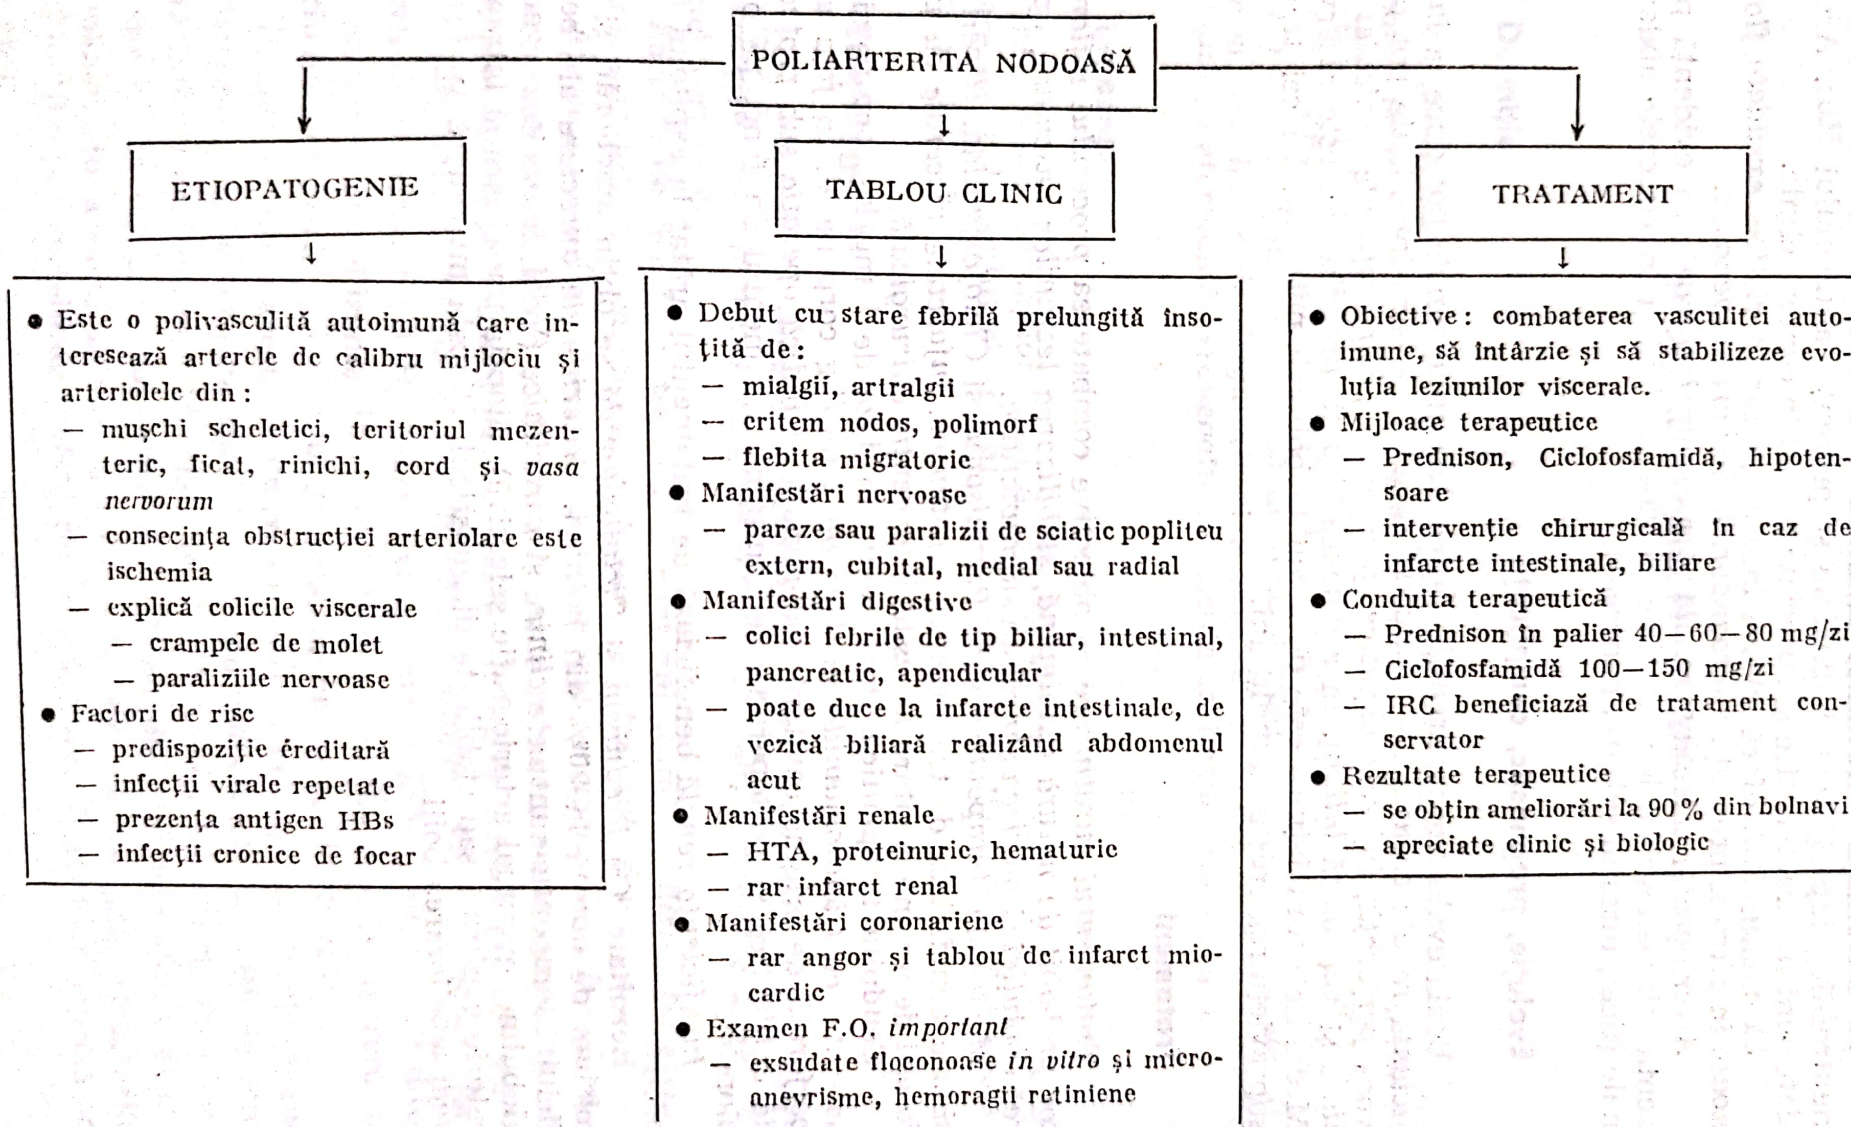 POLIARTERITA NODOASĂ
ETIOPATOGENIE
● Este o polivasculită autoimună care in-
teresează arterele de calibru mijlociu și
arteriolele din :
— mușchi scheletici, teritoriul mezen-
teric, ficat, rinichi, cord și vasa
nervorum
— consecința obstrucției arteriolare este
ischemia
— explică colicile viscerale
— crampele de molet
— paraliziile nervoase
● Factori de risc
— predispoziție ereditară
— infecții virale repetate
— prezența antigen HBs
— infecții cronice de focar
TABLOU CLINIC
● Debut cu stare febrilă prelungită înso-
țită de :
— mialgii, artralgii
— eritem nodos, polimorf
— flebita migratorie
● Manifestări nervoase
— pareze sau paralizii de sciatic popliteu
extern, cubital, medial sau radial
● Manifestări digestive
— colici febrile de tip biliar, intestinal,
pancreatic, apendicular
— poate duce la infarcte intestinale, de
vezică biliară realizând abdomenul
acut
● Manifestări renale
— HTA, proteinurie, hematurie
— rar infarct renal
● Manifestări coronariene
— rar angor și tablou de infarct mio-
cardic
● Examen F.O. important
— exsudate floconoase in vitro și micro-
anevrisme, hemoragii retiniene
TRATAMENT
● Obiective : combaterea vasculitei auto-
imune, să întârzie și să stabilizeze evo-
luția leziunilor viscerale.
● Mijloace terapeutice
— Prednison, Ciclofosfamidă, hipoten-
soare
— intervenție chirurgicală în caz de
infarcte intestinale, biliare
● Conduita terapeutică
— Prednison în palier 40—60—80 mg/zi
— Ciclofosfamidă 100—150 mg/zi
— IRC beneficiază de tratament con-
servator
● Rezultate terapeutice
— se obțin ameliorări la 90 % din bolnavi
— apreciate clinic și biologic